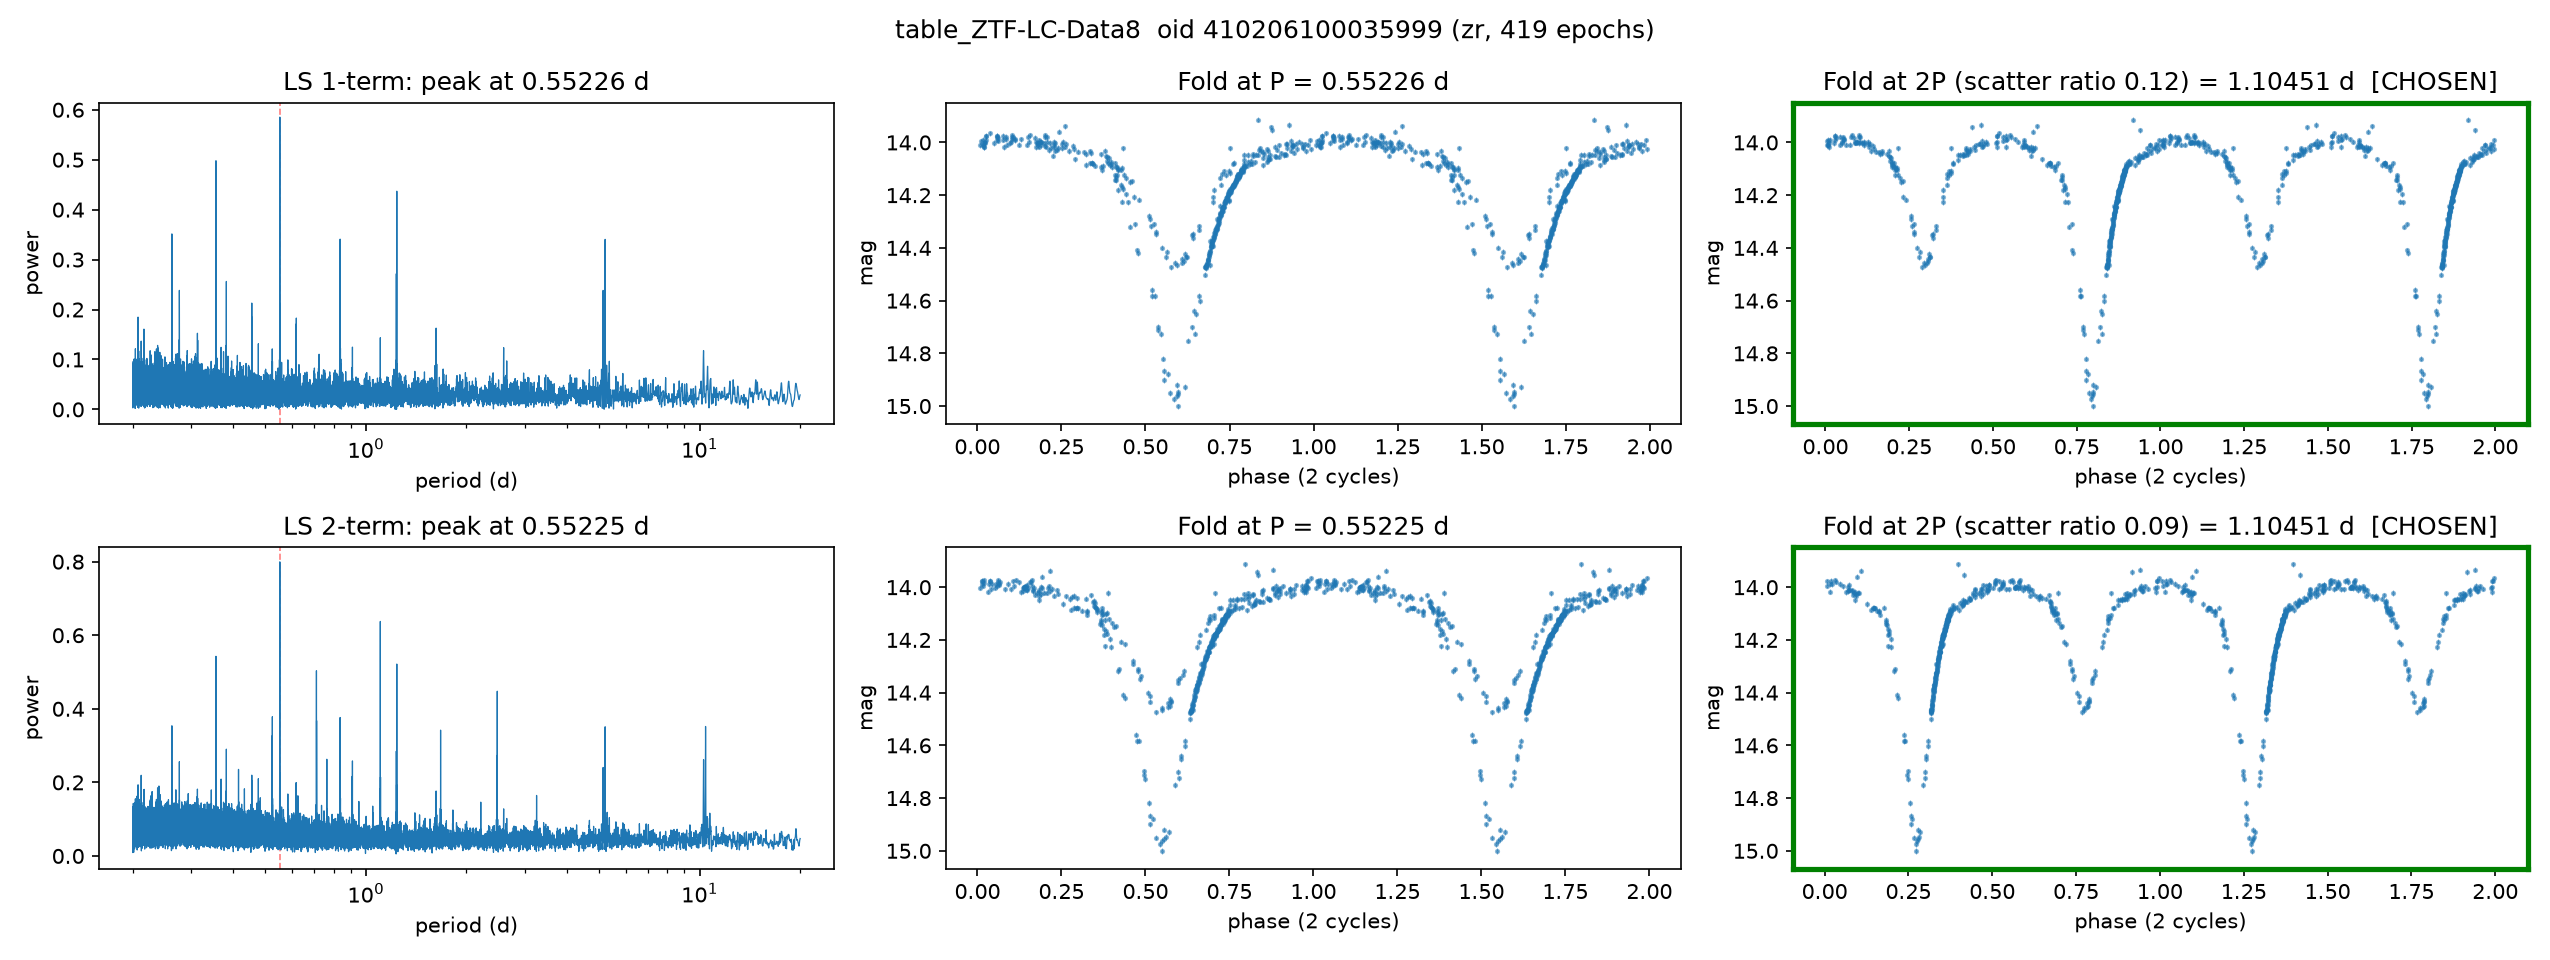 table_ZTF-LC-Data8  oid 410206100035999 (zr, 419 epochs)
LS 1-term: peak at 0.55226 d
0.6
0.5
0.4
0.3
0.2
0.1
0.0
power
10⁰
10¹
period (d)
Fold at P = 0.55226 d
14.0
14.2
14.4
14.6
14.8
15.0
mag
0.00 0.25 0.50 0.75 1.00 1.25 1.50 1.75 2.00
phase (2 cycles)
Fold at 2P (scatter ratio 0.12) = 1.10451 d  [CHOSEN]
14.0
14.2
14.4
14.6
14.8
15.0
mag
0.00 0.25 0.50 0.75 1.00 1.25 1.50 1.75 2.00
phase (2 cycles)
LS 2-term: peak at 0.55225 d
0.8
0.6
0.4
0.2
0.0
power
10⁰
10¹
period (d)
Fold at P = 0.55225 d
14.0
14.2
14.4
14.6
14.8
15.0
mag
0.00 0.25 0.50 0.75 1.00 1.25 1.50 1.75 2.00
phase (2 cycles)
Fold at 2P (scatter ratio 0.09) = 1.10451 d  [CHOSEN]
14.0
14.2
14.4
14.6
14.8
15.0
mag
0.00 0.25 0.50 0.75 1.00 1.25 1.50 1.75 2.00
phase (2 cycles)